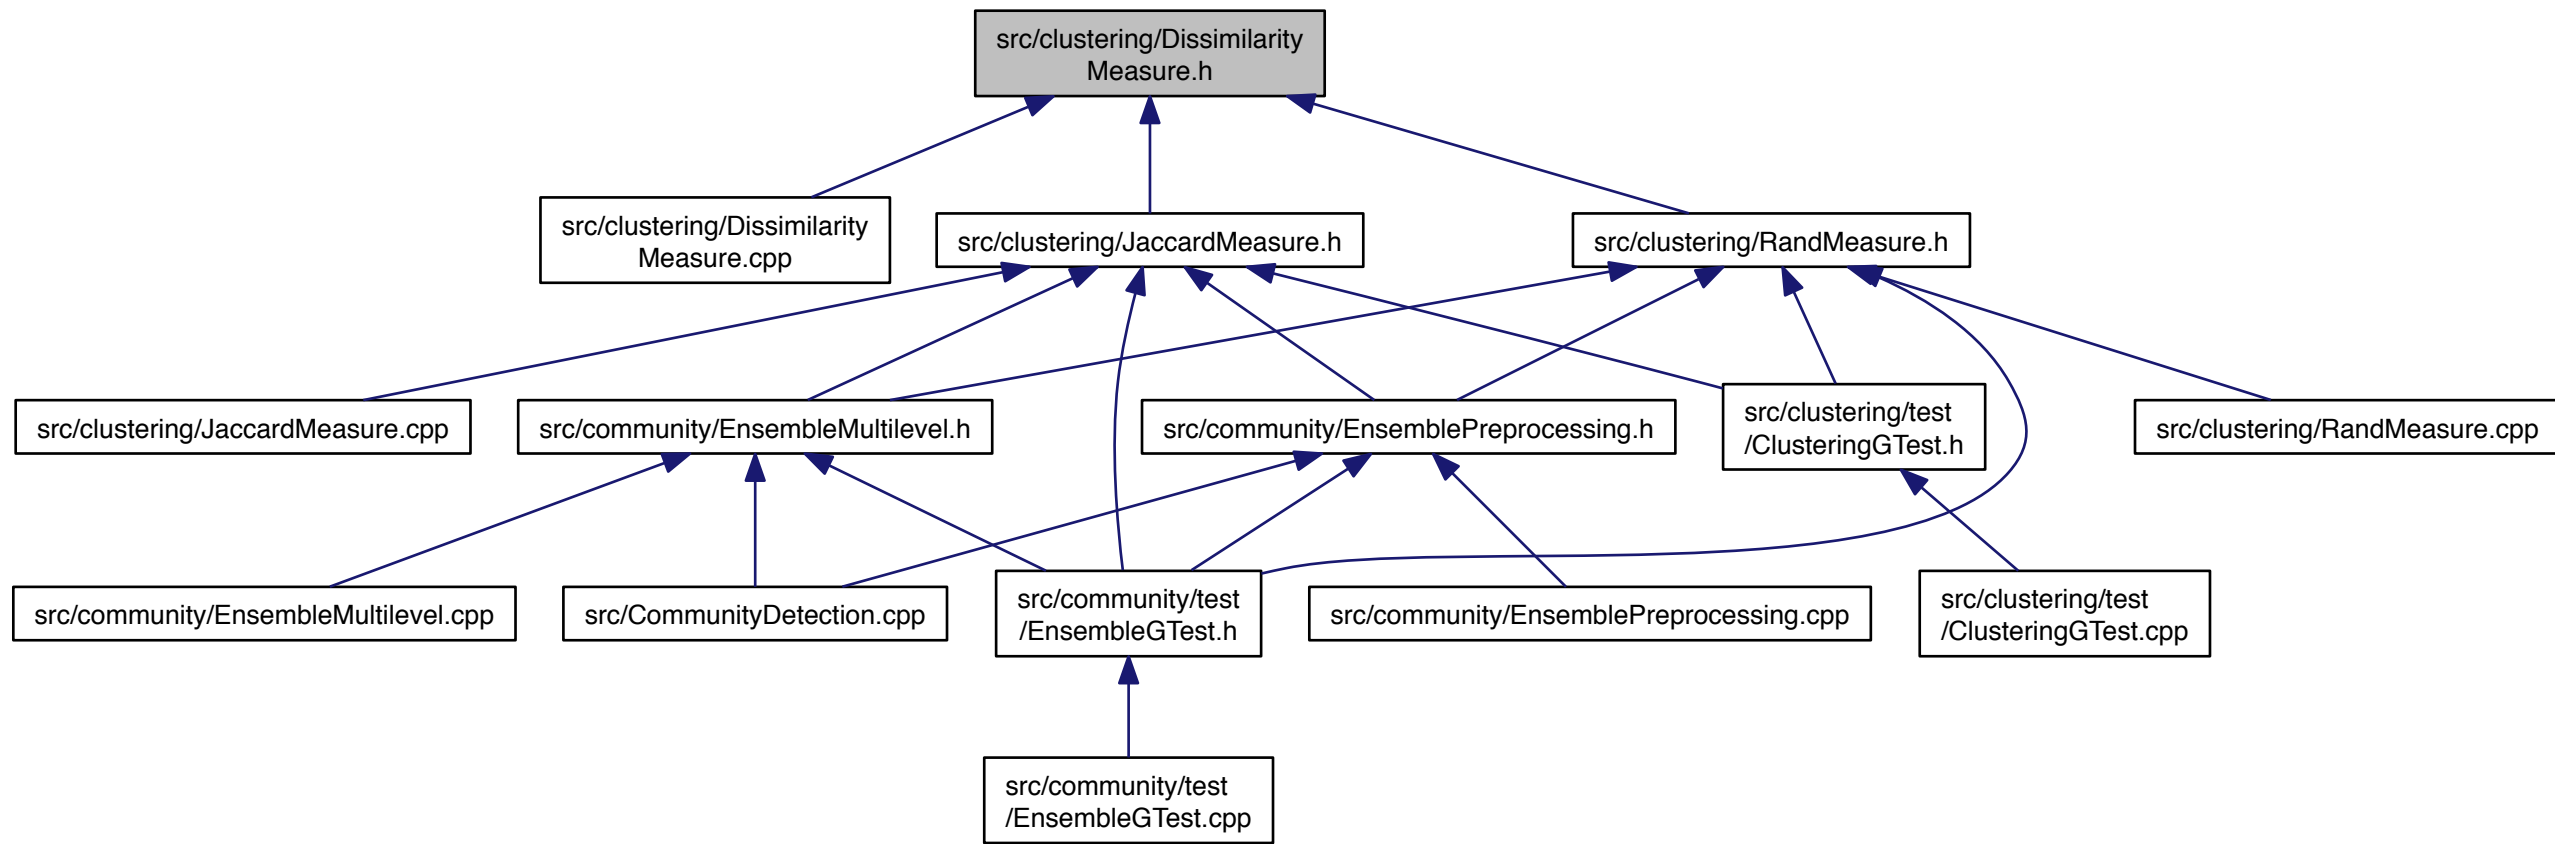 src/clustering/Dissimilarity
Measure.h
src/clustering/Dissimilarity
Measure.cpp
src/clustering/JaccardMeasure.h
src/clustering/RandMeasure.h
src/clustering/JaccardMeasure.cpp
src/community/EnsembleMultilevel.h
src/community/EnsemblePreprocessing.h
src/clustering/test
/ClusteringGTest.h
src/clustering/RandMeasure.cpp
src/community/EnsembleMultilevel.cpp
src/CommunityDetection.cpp
src/community/test
/EnsembleGTest.h
src/community/EnsemblePreprocessing.cpp
src/clustering/test
/ClusteringGTest.cpp
src/community/test
/EnsembleGTest.cpp